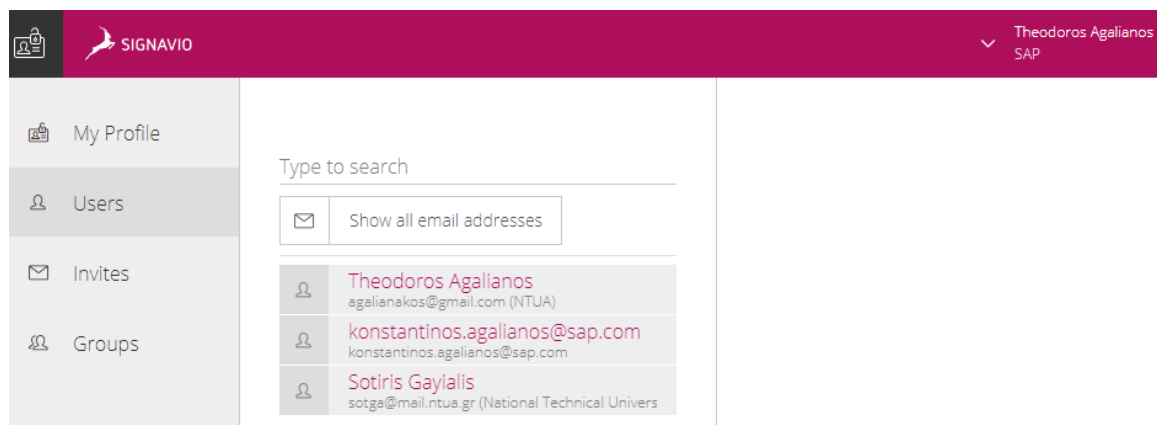 SIGNAVIO
Theodoros Agalianos
SAP
My Profile
Users
Invites
Groups
Type to search
Show all email addresses
Theodoros Agalianos
agalianakos@gmail.com (NTUA)
konstantinos.agalianos@sap.com
konstantinos.agalianos@sap.com
Sotiris Gayialis
sotga@mail.ntua.gr (National Technical Univers